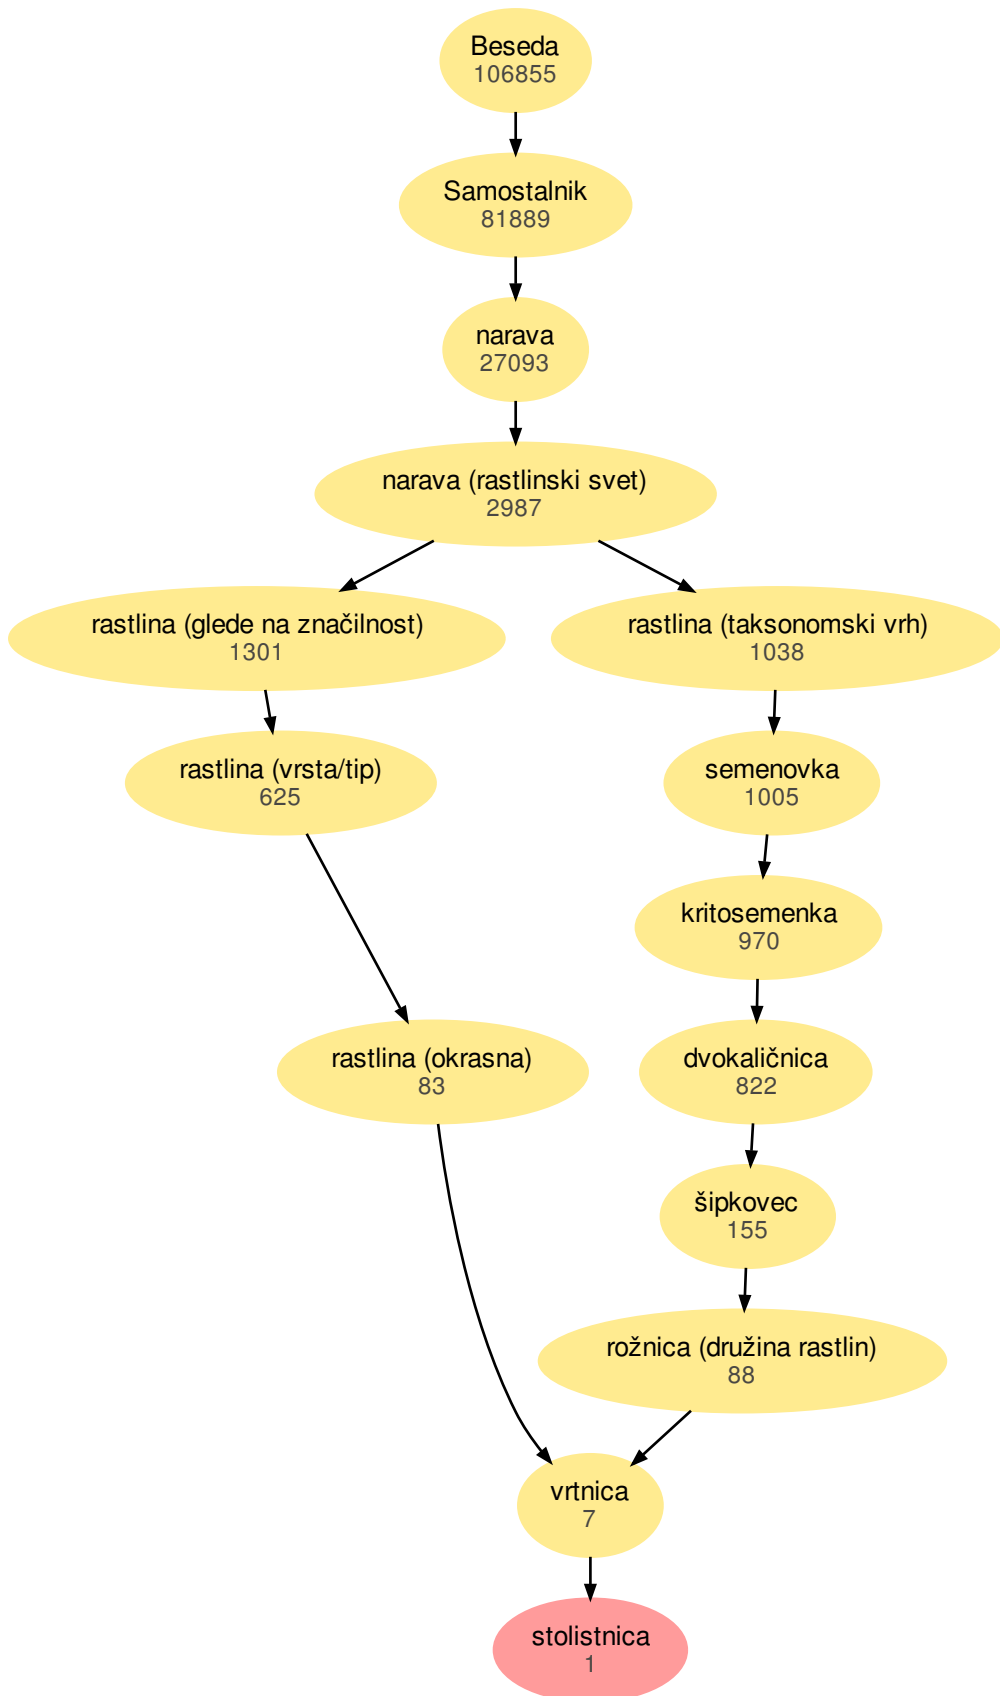 Beseda
106855
Samostalnik
81889
narava
27093
narava (rastlinski svet)
2987
rastlina (glede na značilnost)
1301
rastlina (taksonomski vrh)
1038
rastlina (vrsta/tip)
625
semenovka
1005
kritosemenka
970
rastlina (okrasna)
83
dvokaličnica
822
šipkovec
155
rožnica (družina rastlin)
88
vrtnica
7
stolistnica
1